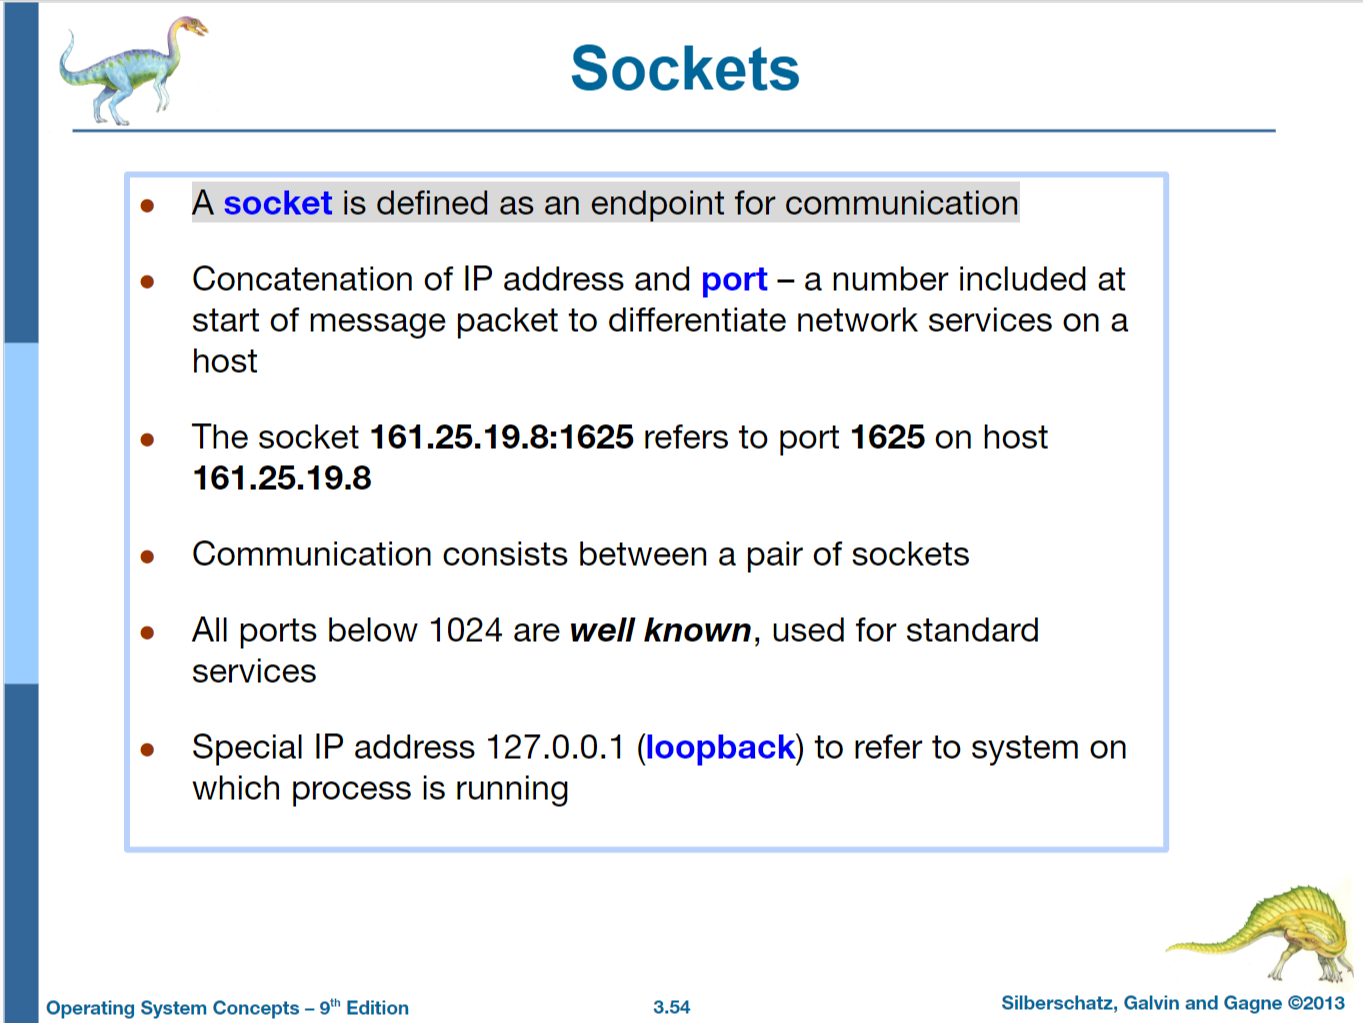 Sockets
● A socket is defined as an endpoint for communication
● Concatenation of IP address and port – a number included at
start of message packet to differentiate network services on a
host
● The socket 161.25.19.8:1625 refers to port 1625 on host
161.25.19.8
● Communication consists between a pair of sockets
● All ports below 1024 are well known, used for standard
services
● Special IP address 127.0.0.1 (loopback) to refer to system on
which process is running
Operating System Concepts – 9th Edition
3.54
Silberschatz, Galvin and Gagne ©2013